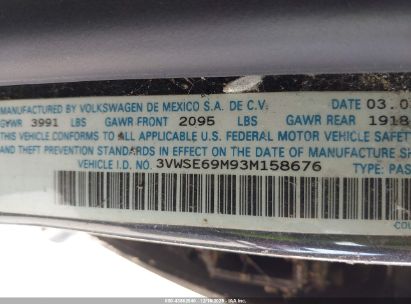 MANUFACTURED BY VOLKSWAGEN DE MEXICO S.A. DE C.V. DATE 03.0
GVWR 3991 LBS GAWR FRONT 2095 LBS GAWR REAR 1918
THIS VEHICLE CONFORMS TO ALL APPLICABLE U.S. FEDERAL MOTOR VEHICLE SAFETY
AND THEFT PREVENTION STANDARDS IN EFFECT ON THE DATE OF MANUFACTURE SH
VEHICLE I.D. NO. 3VWSE69M93M158676 TYPE: PAS